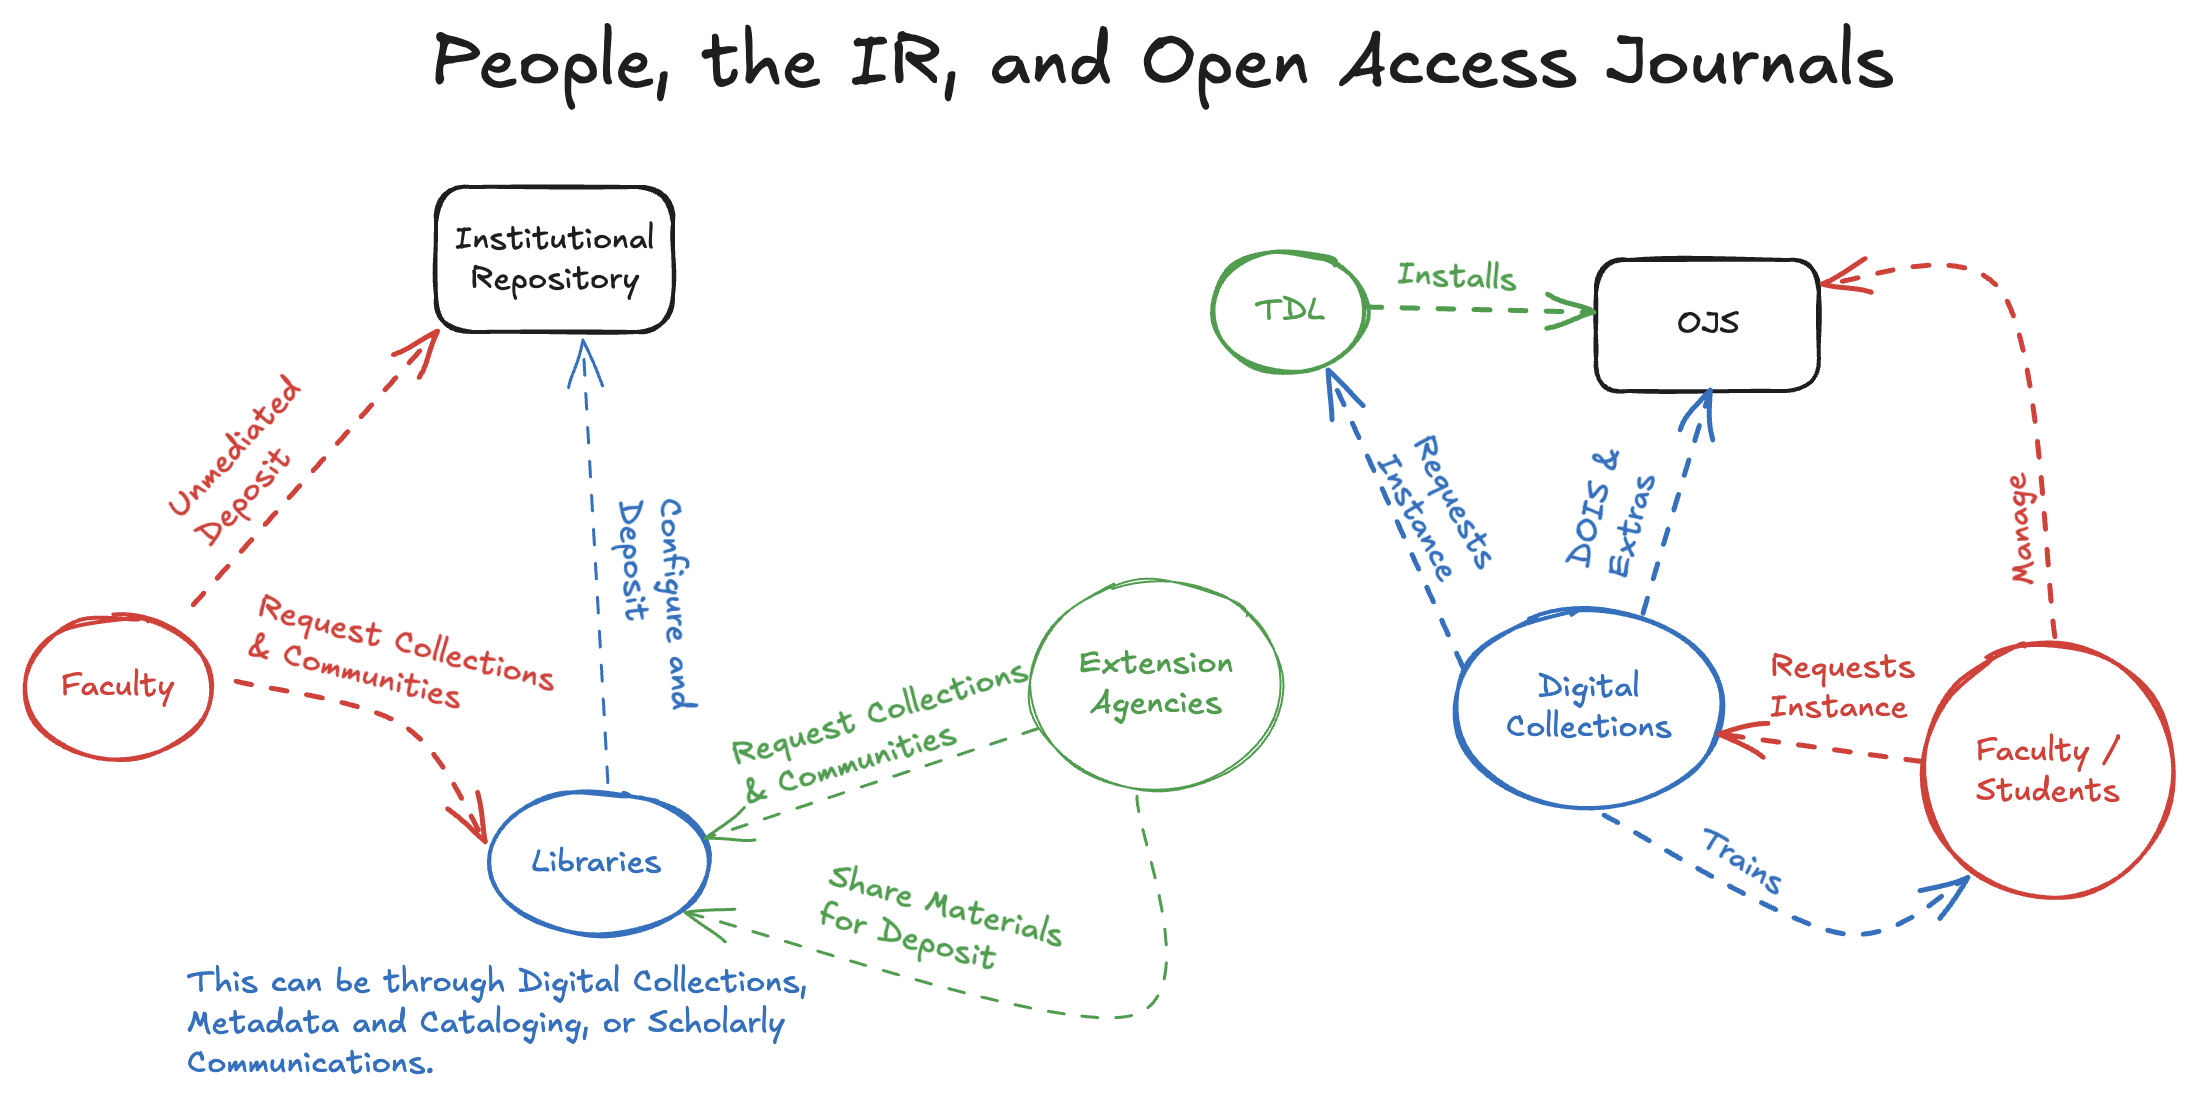 People, the IR, and Open Access Journals
Institutional
Repository
Unmediated
Deposit
Configure and
Deposit
Faculty
Request Collections
& Communities
Libraries
This can be through Digital Collections,
Metadata and Cataloging, or Scholarly
Communications.
Extension
Agencies
Request Collections
& Communities
Share Materials
for Deposit
TDL
Installs
OJS
Requests
Instance
DOIS &
Extras
Manage
Digital
Collections
Requests
Instance
Faculty /
Students
Trains